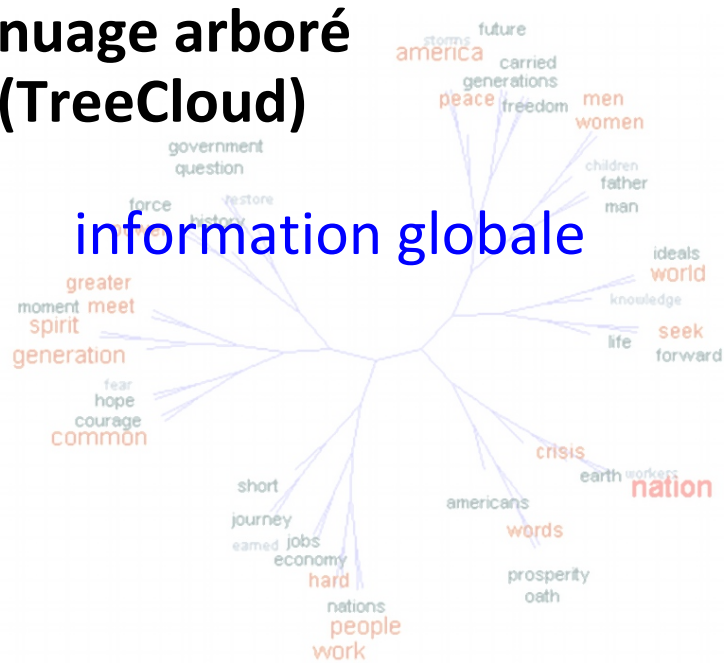 nuage arboré
(TreeCloud)
information globale
future
storms
america
carried
generations
peace freedom
men
women
children
father
man
government
question
restore
force
history
power
ideals
world
knowledge
seek
life
forward
greater
moment meet
spirit
generation
fear
hope
courage
common
crisis
earth workers
nation
americans
words
prosperity
oath
short
journey
earned jobs
economy
hard
nations
people
work